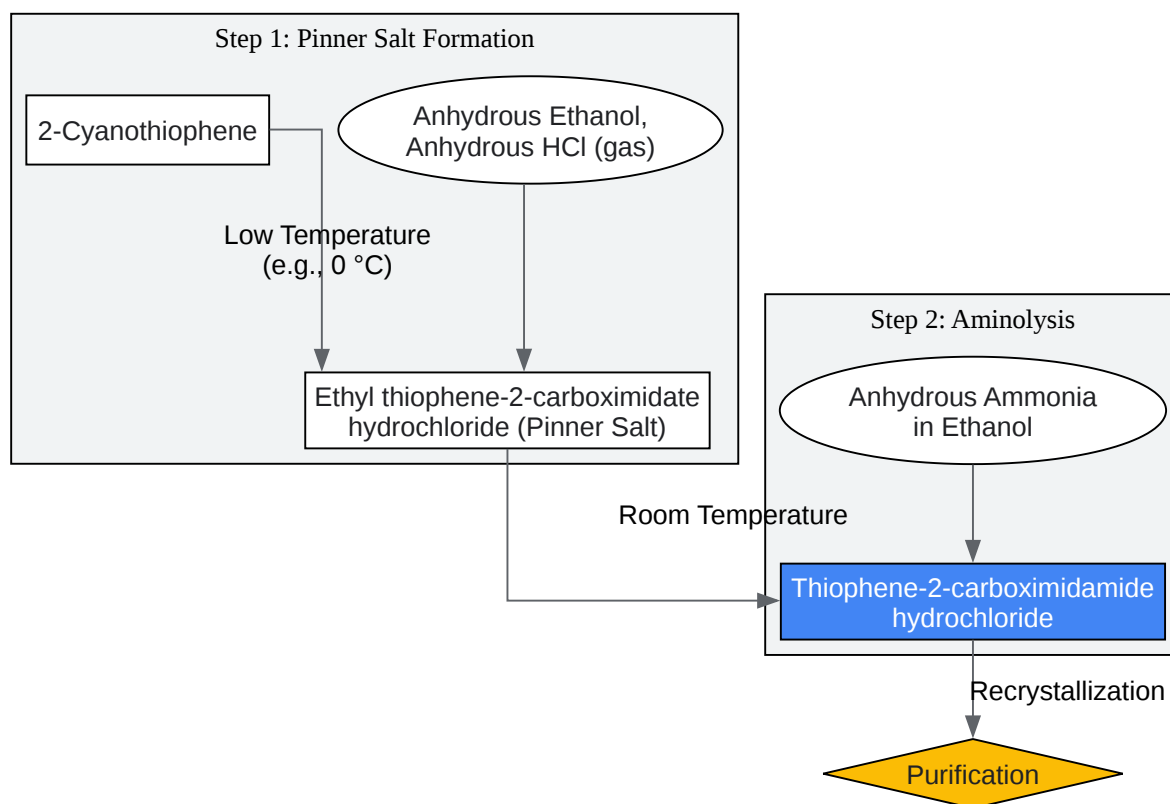 Step 1: Pinner Salt Formation
2-Cyanothiophene
Anhydrous Ethanol,
Anhydrous HCl (gas)
Low Temperature
(e.g., 0 °C)
Ethyl thiophene-2-carboximidate
hydrochloride (Pinner Salt)
Step 2: Aminolysis
Anhydrous Ammonia
in Ethanol
Room Temperature
Thiophene-2-carboximidamide
hydrochloride
Recrystallization
Purification